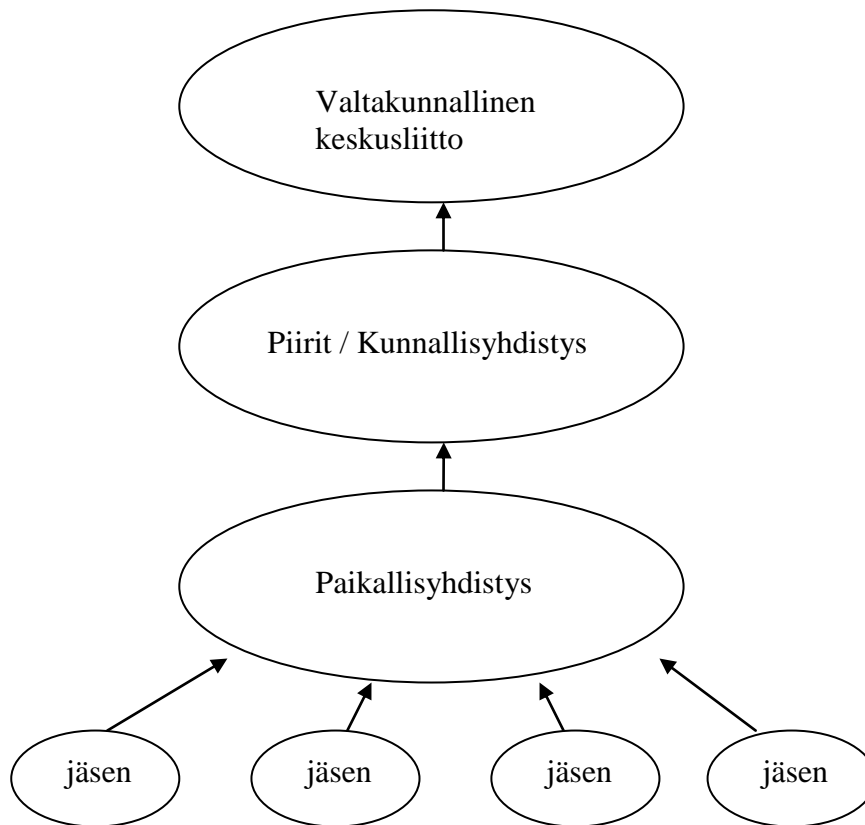 Valtakunnallinen
keskusliitto
Piirit / Kunnallisyhdistys
Paikallisyhdistys
jäsen
jäsen
jäsen
jäsen